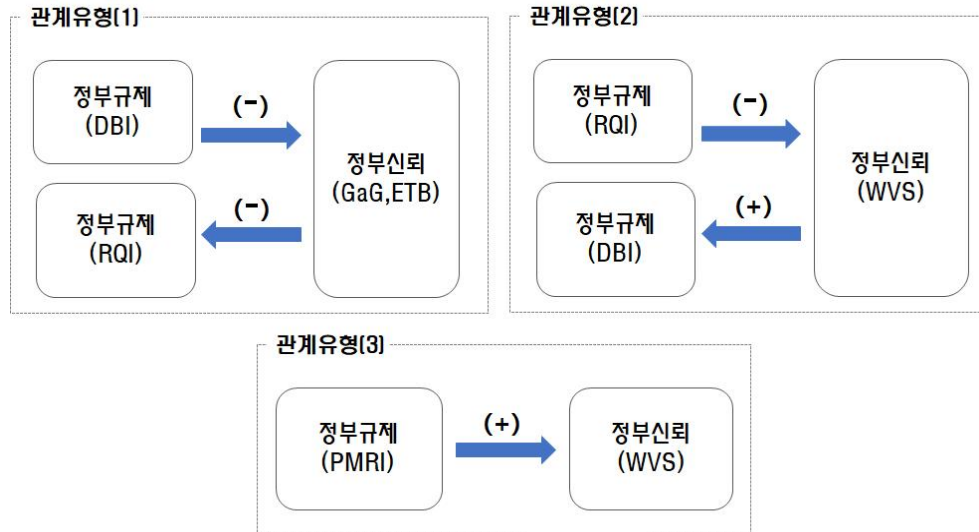 관계유형(1)
정부규제
(DBI)
(-)
정부신뢰
(GaG,ETB)
정부규제
(RQI)
(-)
관계유형(2)
정부규제
(RQI)
(-)
정부신뢰
(WVS)
정부규제
(DBI)
(+)
관계유형(3)
정부규제
(PMRI)
(+)
정부신뢰
(WVS)